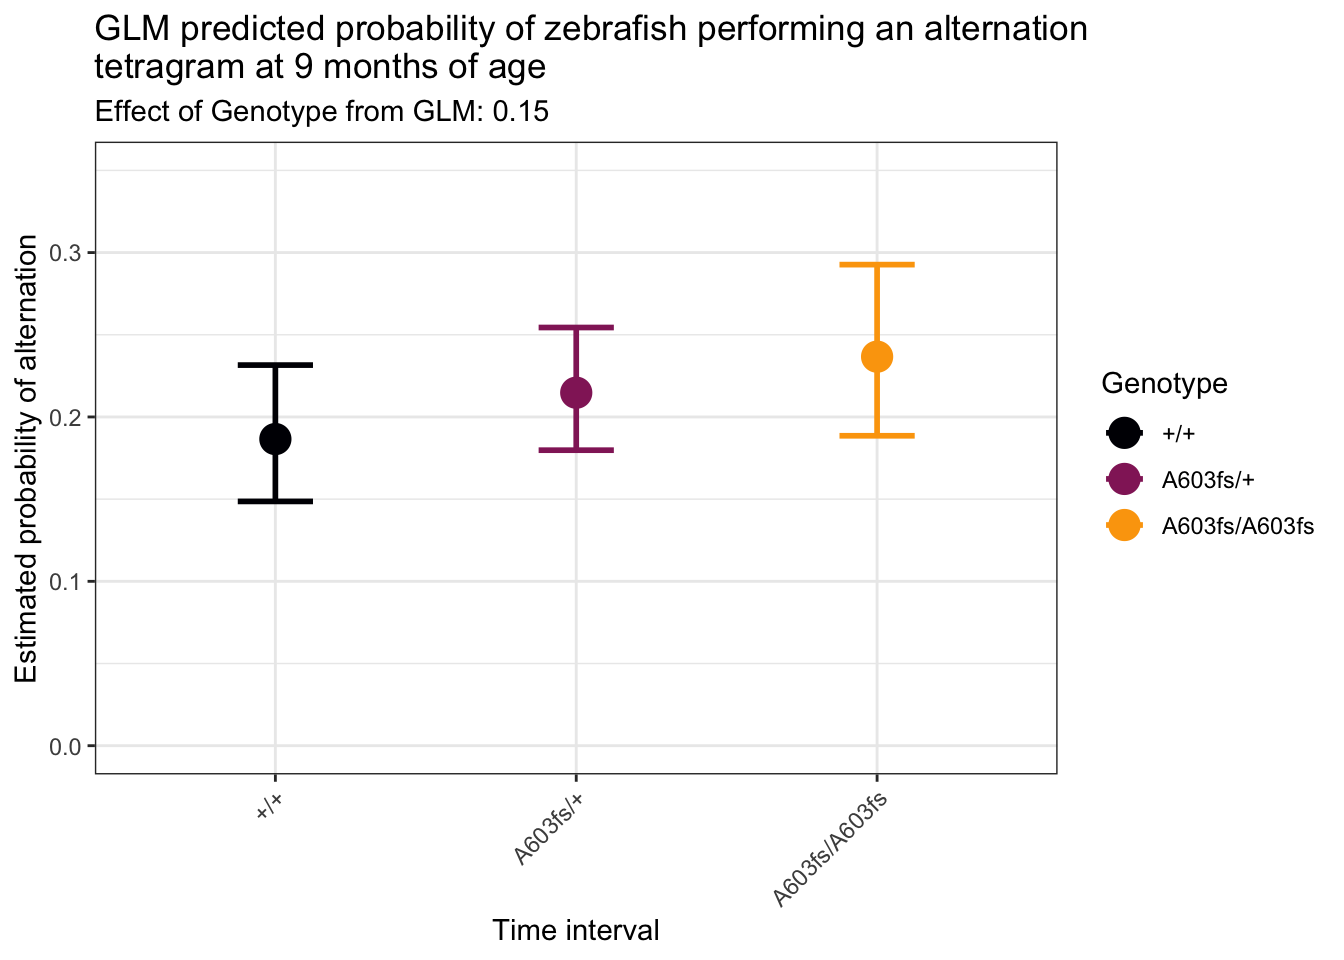 GLM predicted probability of zebrafish performing an alternation
tetragram at 9 months of age
Effect of Genotype from GLM: 0.15
Estimated probability of alternation
0.3
0.2
0.1
0.0
+/+
A603fs/+
A603fs/A603fs
Time interval
Genotype
+/+
A603fs/+
A603fs/A603fs